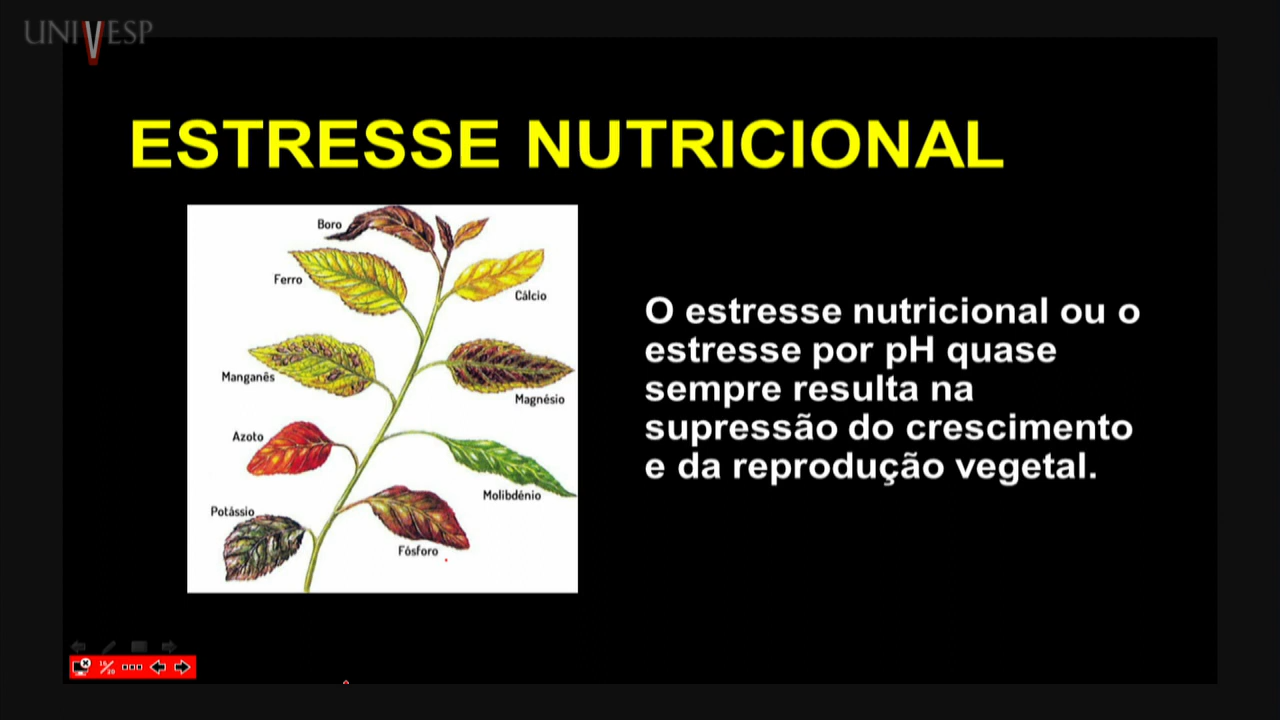 UNIVESP
ESTRESSE NUTRICIONAL
Boro
Ferro
Cálcio
Manganês
Magnésio
Azoto
Molibdénio
Potássio
Fósforo
O estresse nutricional ou o
estresse por pH quase
sempre resulta na
supressão do crescimento
e da reprodução vegetal.